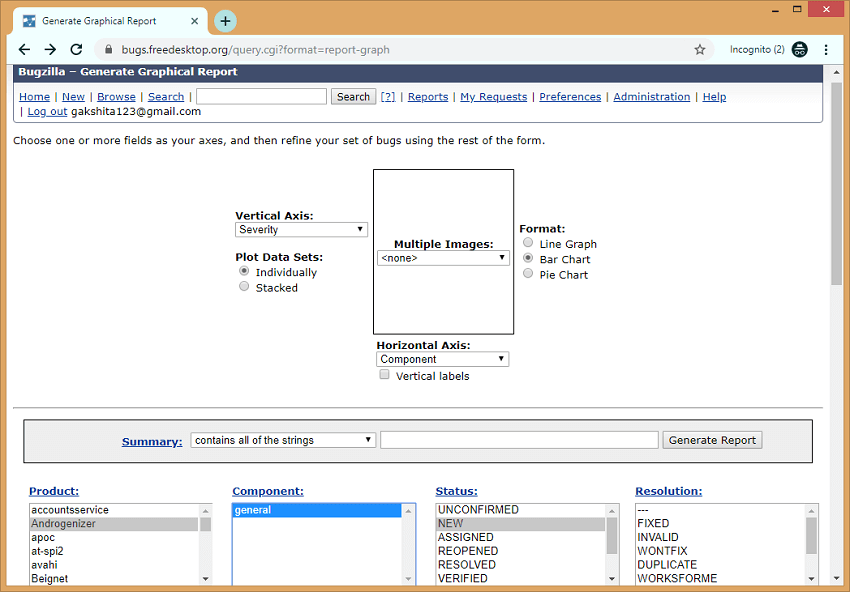 Generate Graphical Report
bugs.freedesktop.org/query.cgi?format=report-graph
Incognito (2)
Bugzilla – Generate Graphical Report
Home | New | Browse | Search | Search [?] | Reports | My Requests | Preferences | Administration | Help
| Log out gakshita123@gmail.com
Choose one or more fields as your axes, and then refine your set of bugs using the rest of the form.
Vertical Axis:
Severity
Plot Data Sets:
Individually
Stacked
Multiple Images:
<none>
Format:
Line Graph
Bar Chart
Pie Chart
Horizontal Axis:
Component
Vertical labels
Summary: contains all of the strings Generate Report
Product:
accountsservice
Androgenizer
apoc
at-spi2
avahi
Beignet
Component:
general
Status:
UNCONFIRMED
NEW
ASSIGNED
REOPENED
RESOLVED
VERIFIED
Resolution:
---
FIXED
INVALID
WONTFIX
DUPLICATE
WORKSFORME